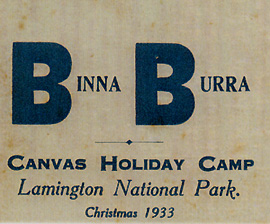 BINNA BURRA
CANVAS HOLIDAY CAMP
Lamington National Park.
Christmas 1933